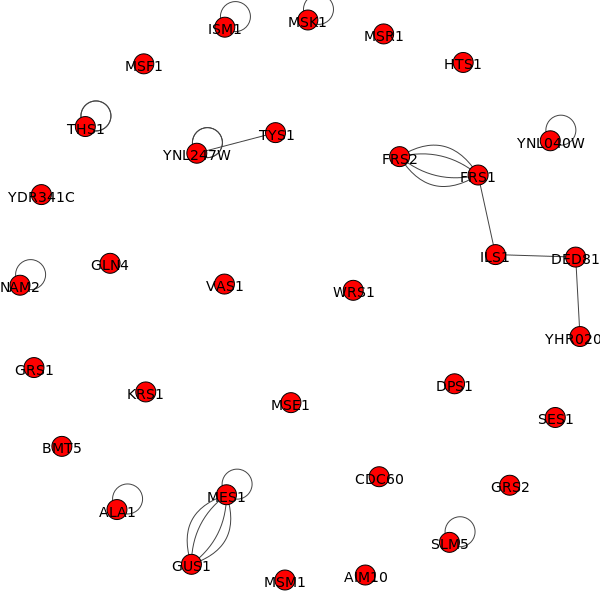 ISM1
MSK1
MSR1
MSF1
HTS1
THS1
TYS1
YNL247W
YNL040W
FRS2
FRS1
YDR341C
ILS1
DED81
GLN4
NAM2
VAS1
WRS1
YHR020
GRS1
KRS1
DPS1
MSE1
SES1
BMT5
CDC60
GRS2
MES1
ALA1
SLM5
GUS1
AIM10
MSM1